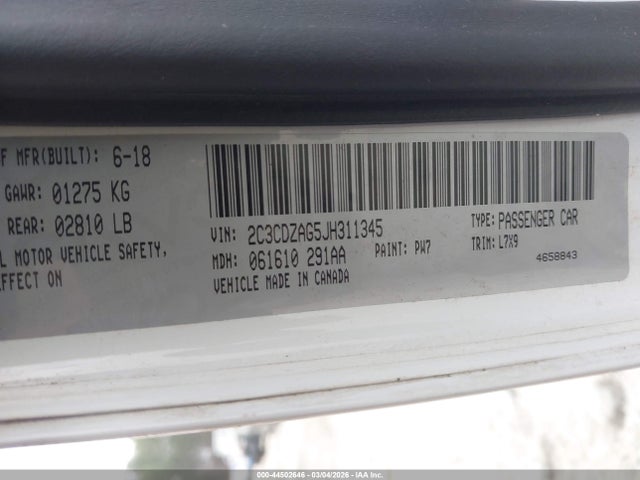 F MFR(BUILT): 6-18
GAWR: 01275 KG
REAR: 02810 LB
L MOTOR VEHICLE SAFETY,
EFFECT ON
VIN: 2C3CDZAG5JH311345
TYPE: PASSENGER CAR
MDH: 061610 291AA PAINT: PW7
TRIM: L7X9
VEHICLE MADE IN CANADA
4658843
000-44502646 - 03/04/2026 - IAA Inc.